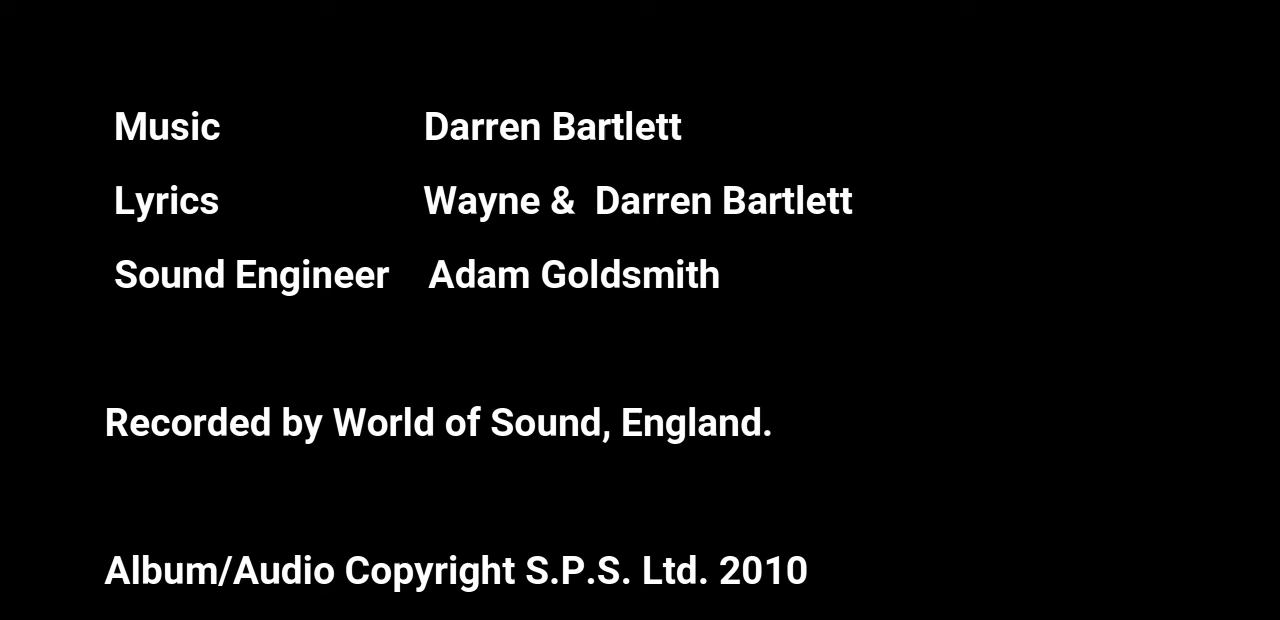 Music Darren Bartlett
Lyrics Wayne & Darren Bartlett
Sound Engineer Adam Goldsmith
Recorded by World of Sound, England.
Album/Audio Copyright S.P.S. Ltd. 2010